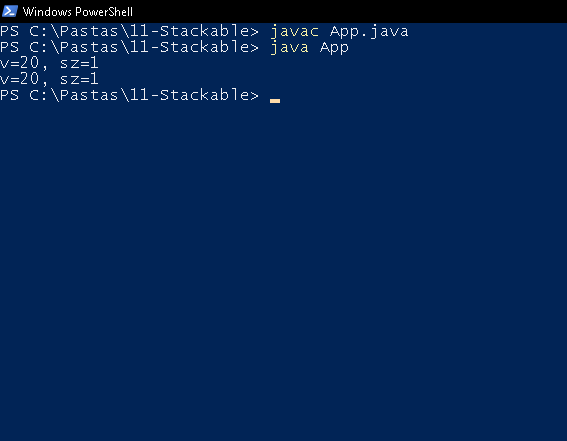 Windows PowerShell
PS C:\Pastas\11-Stackable> javac App.java
PS C:\Pastas\11-Stackable> java App
v=20, sz=1
v=20, sz=1
PS C:\Pastas\11-Stackable>